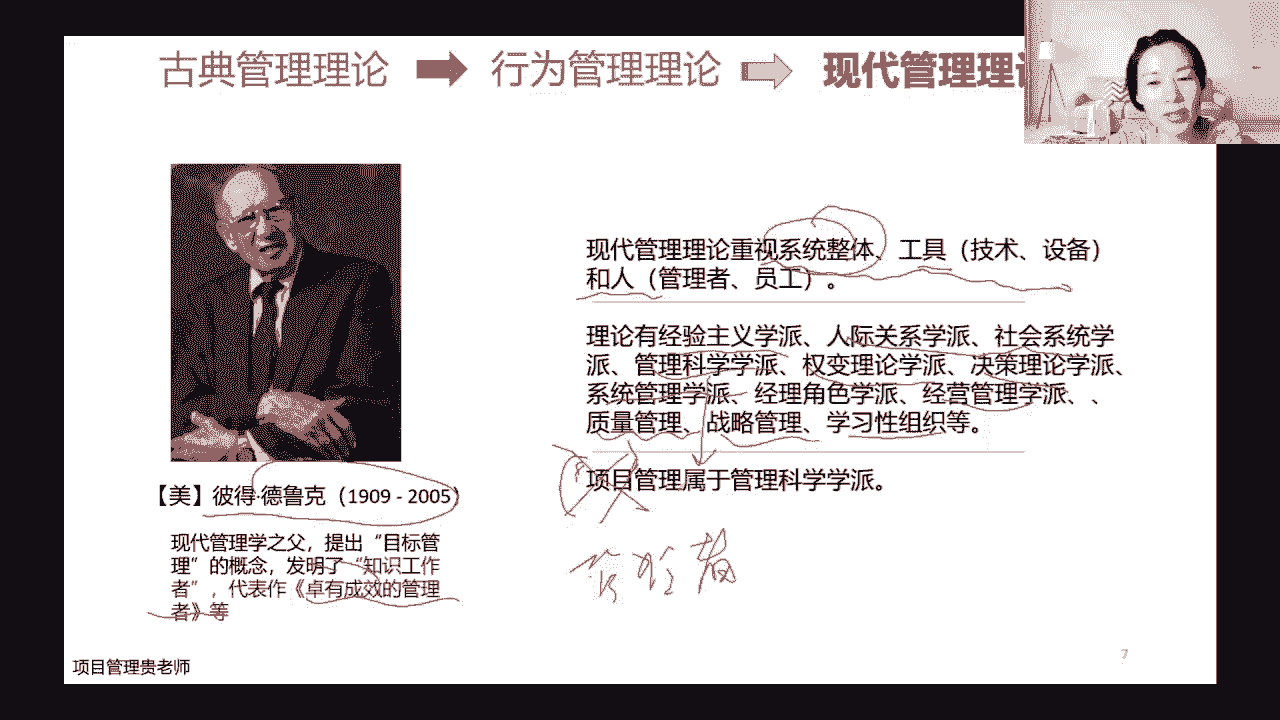 古典管理理论 行为管理理论 现代管理理论
现代管理理论重视系统整体、工具（技术、设备）
和人（管理者、员工）。
理论有经验主义学派、人际关系学派、社会系统学
派、管理科学学派、权变理论学派、决策理论学派、
系统管理学派、经理角色学派、经营管理学派、、
质量管理、战略管理、学习性组织等。
项目管理属于管理科学学派。
管理者
【美】彼得·德鲁克（1909 - 2005）
现代管理学之父，提出“目标管
理”的概念，发明了“知识工作
者”，代表作《卓有成效的管理
者》等
项目管理贵老师
7